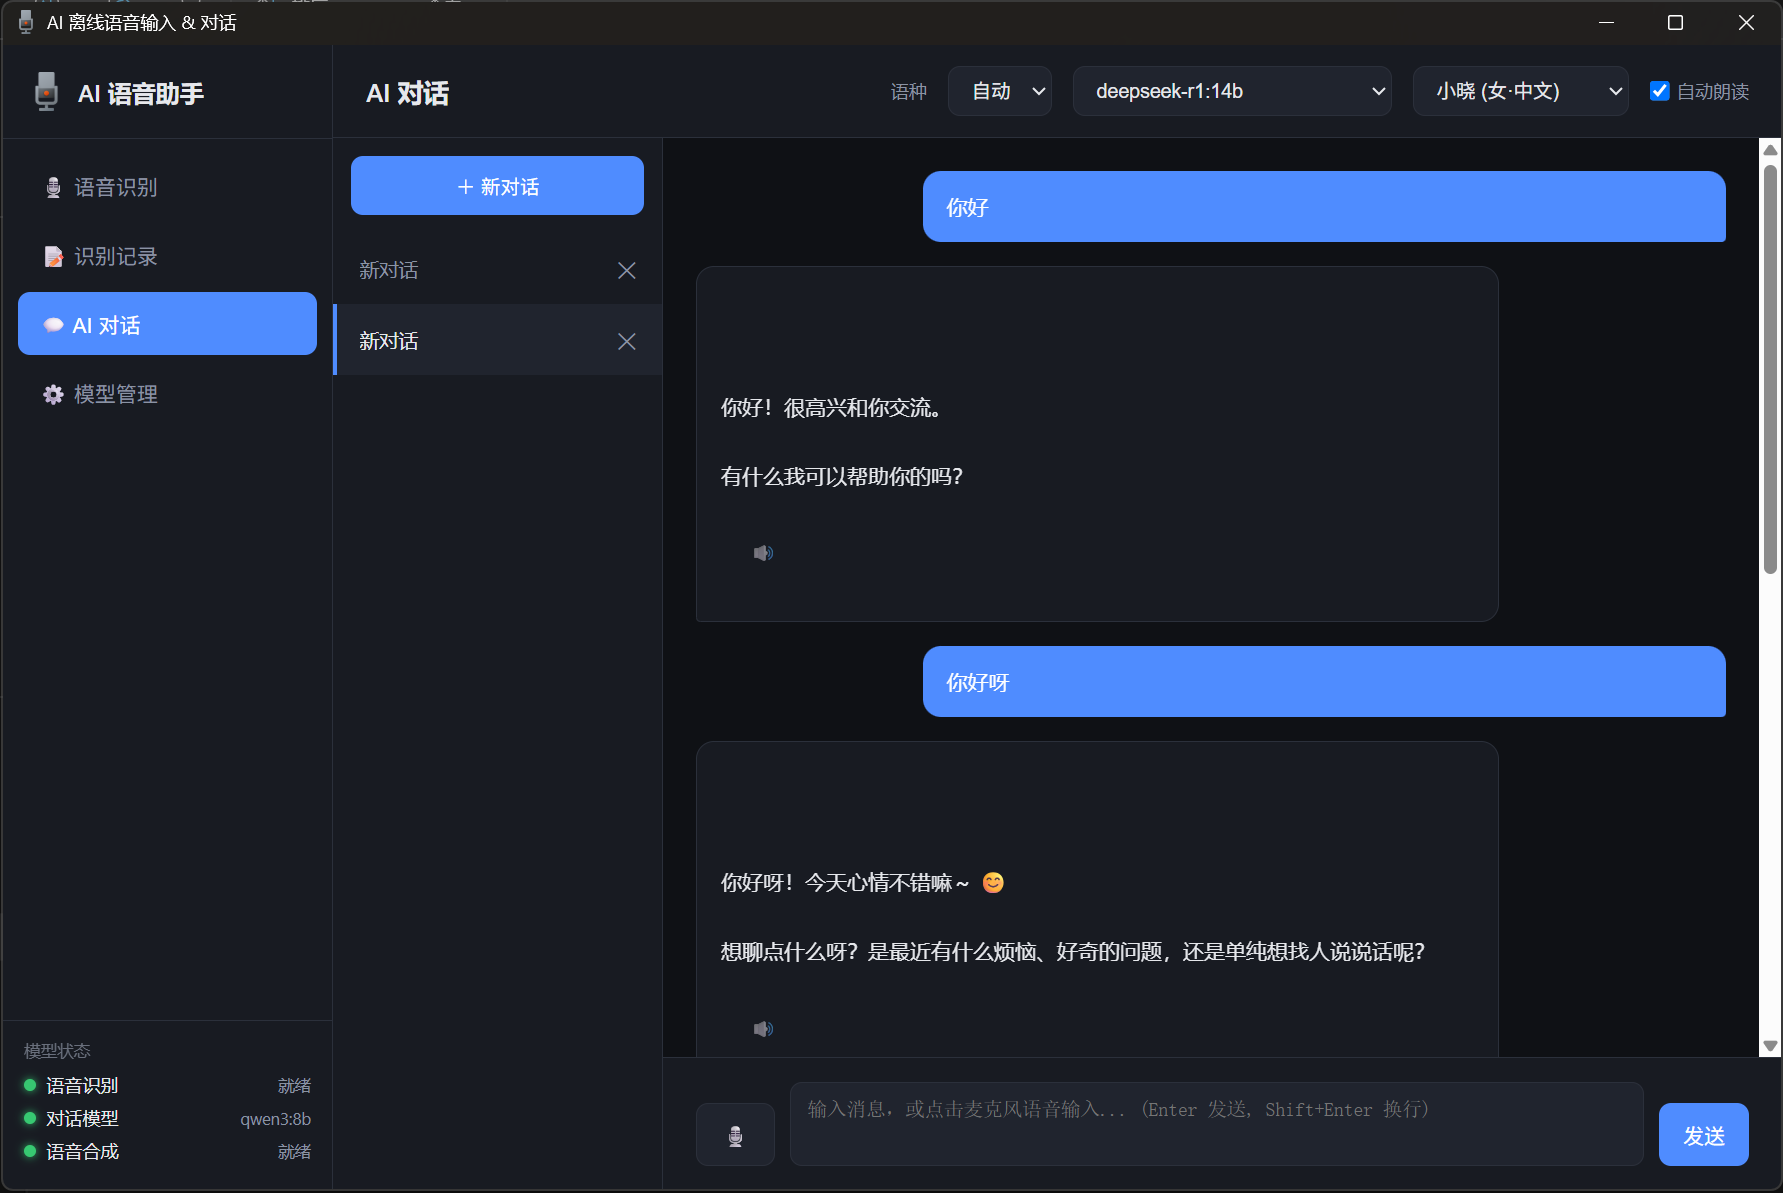 AI 离线语音输入 & 对话
AI 语音助手
语音识别
识别记录
AI 对话
模型管理
模型状态
语音识别 就绪
对话模型 qwen3:8b
语音合成 就绪
AI 对话
语种 自动 deepseek-r1:14b 小晓 (女·中文) 自动朗读
+ 新对话
新对话
新对话
你好
你好！很高兴和你交流。
有什么我可以帮助你的吗？
你好呀
你好呀！今天心情不错嘛～ 😊
想聊点什么呀？是最近有什么烦恼、好奇的问题，还是单纯想找人说说话呢？
输入消息，或点击麦克风语音输入... (Enter 发送, Shift+Enter 换行)
发送